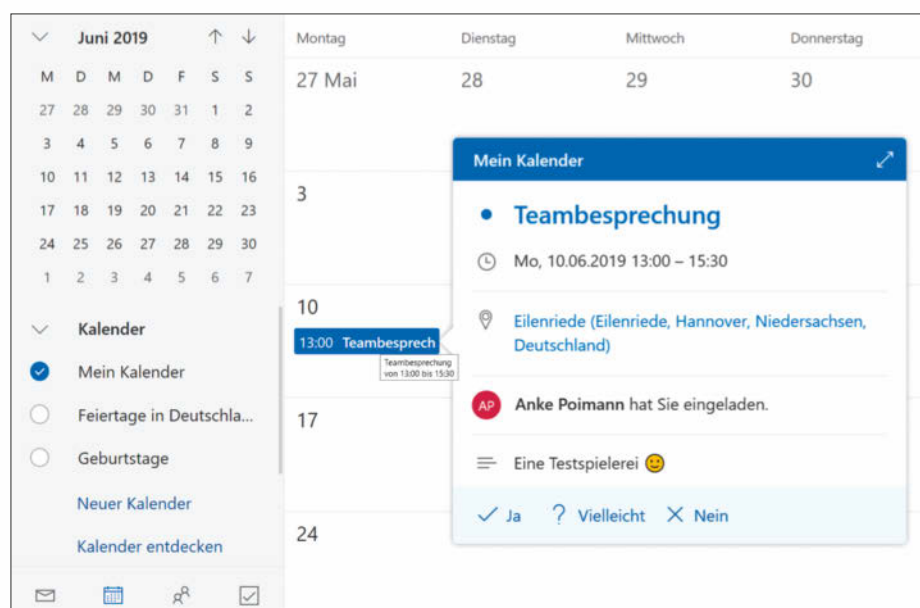 Juni 2019
M D M D F S S
27 28 29 30 31 1 2
3 4 5 6 7 8 9
10 11 12 13 14 15 16
17 18 19 20 21 22 23
24 25 26 27 28 29 30
1 2 3 4 5 6 7
Kalender
Mein Kalender
Feiertage in Deutschla...
Geburtstage
Neuer Kalender
Kalender entdecken
Montag Dienstag Mittwoch Donnerstag
27 Mai 28 29 30
3
10
13:00 Teambesprech
Teambesprechung
von 13:00 bis 15:30
17
24
Mein Kalender
Teambesprechung
Mo, 10.06.2019 13:00 – 15:30
Eilenriede (Eilenriede, Hannover, Niedersachsen,
Deutschland)
AP Anke Poimann hat Sie eingeladen.
Eine Testspielerei 🙂
Ja ? Vielleicht Nein